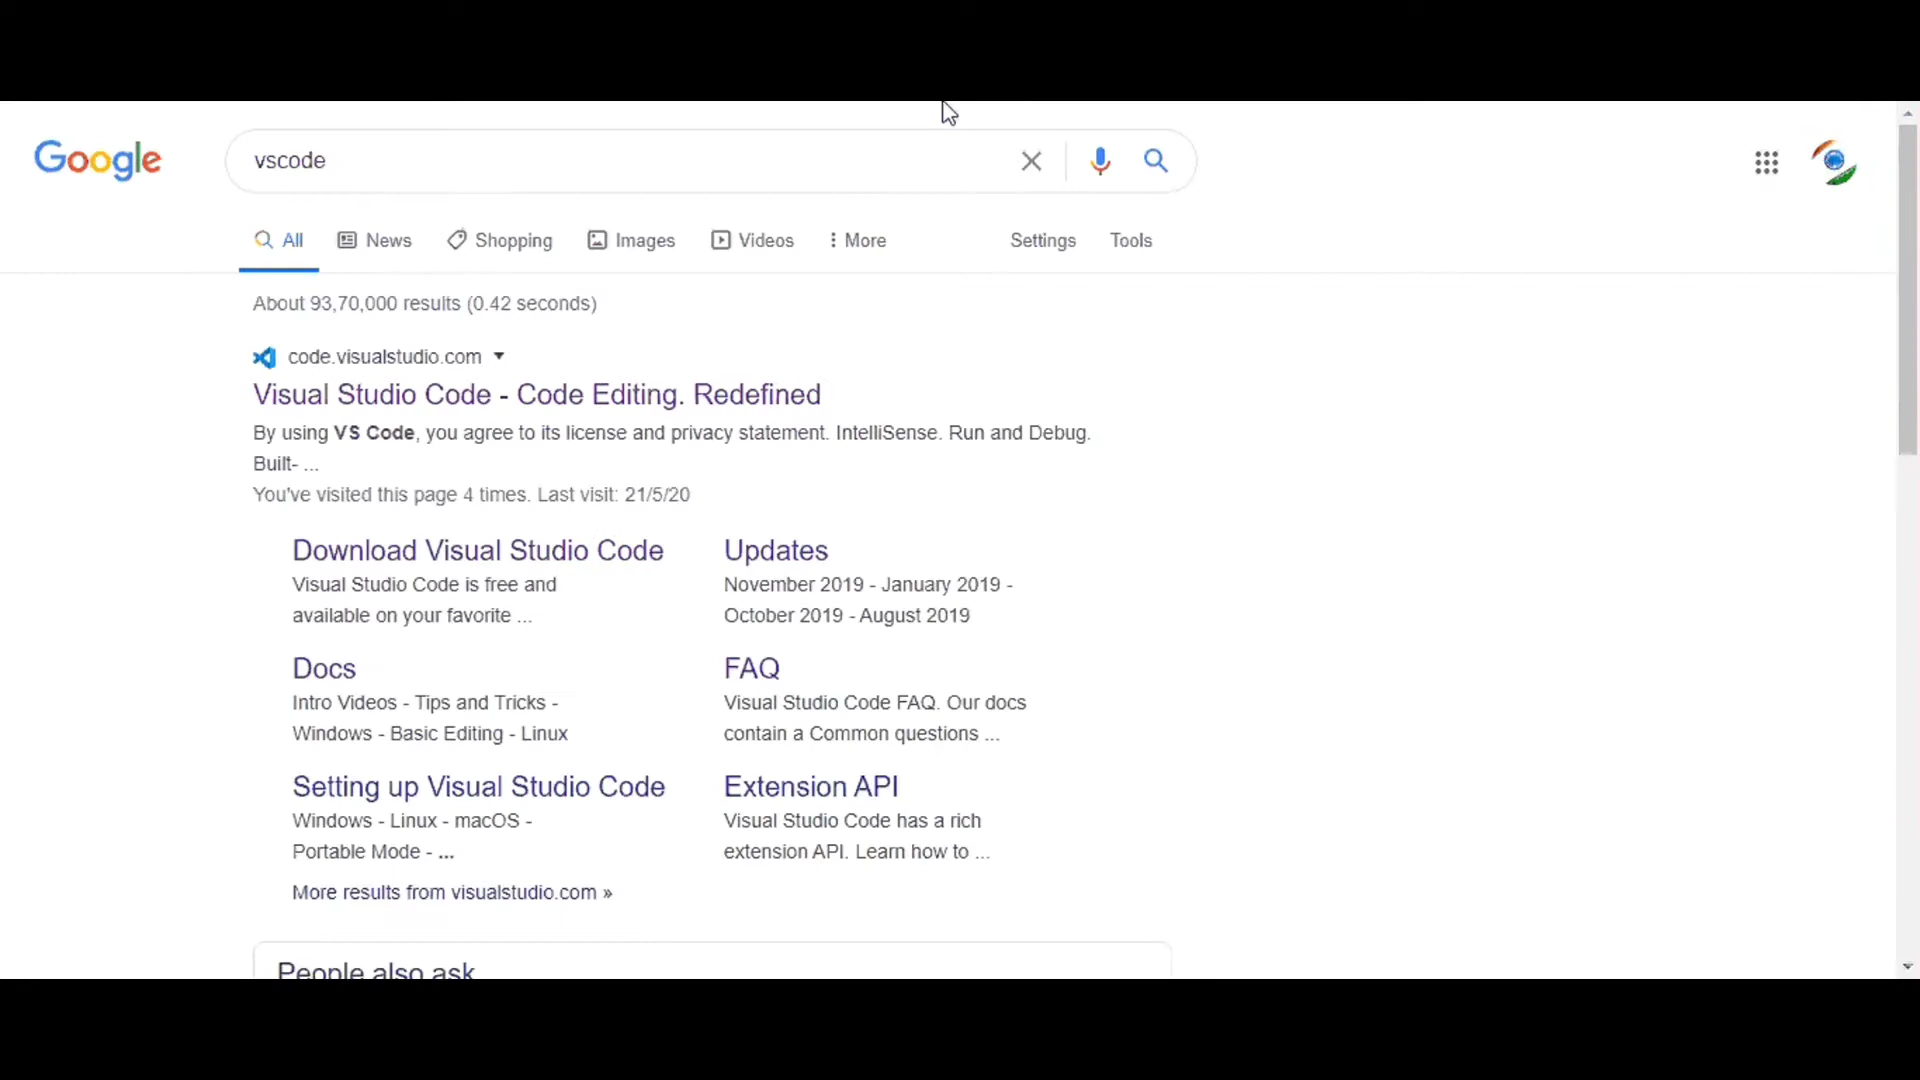 Google
vscode
All News Shopping Images Videos More Settings Tools
About 93,70,000 results (0.42 seconds)
code.visualstudio.com
Visual Studio Code - Code Editing. Redefined
By using VS Code, you agree to its license and privacy statement. IntelliSense. Run and Debug.
Built- ...
You've visited this page 4 times. Last visit: 21/5/20
Download Visual Studio Code
Visual Studio Code is free and
available on your favorite ...
Updates
November 2019 - January 2019 -
October 2019 - August 2019
Docs
Intro Videos - Tips and Tricks -
Windows - Basic Editing - Linux
FAQ
Visual Studio Code FAQ. Our docs
contain a Common questions ...
Setting up Visual Studio Code
Windows - Linux - macOS -
Portable Mode - ...
Extension API
Visual Studio Code has a rich
extension API. Learn how to ...
More results from visualstudio.com »
People also ask